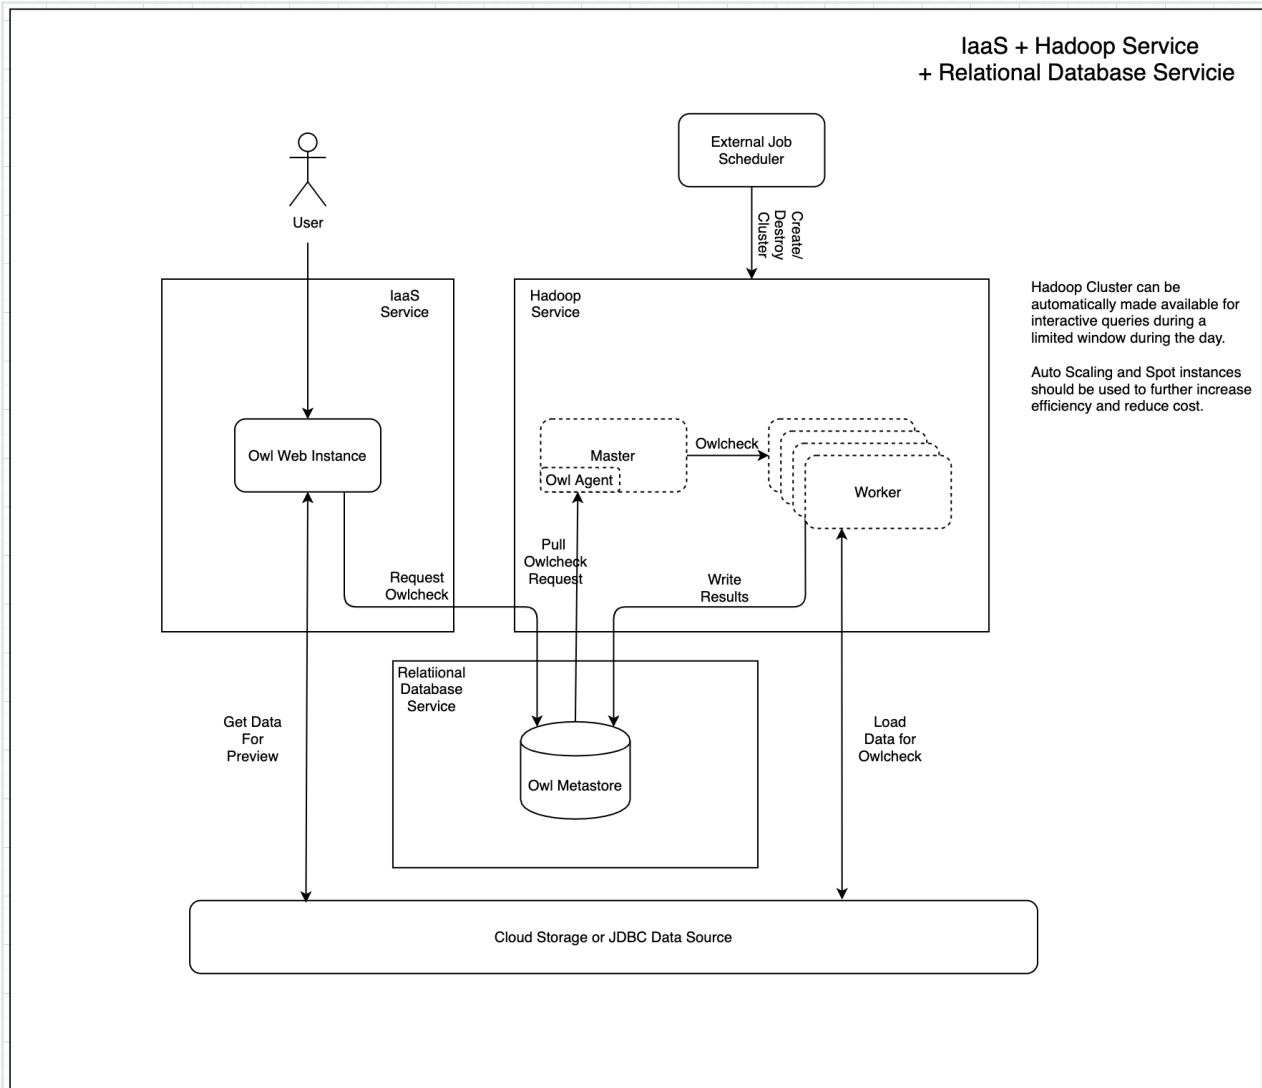 IaaS + Hadoop Service
+ Relational Database Servicie
External Job
Scheduler
User
Create/
Destroy
Cluster
IaaS
Service
Hadoop
Service
Hadoop Cluster can be
automatically made available for
interactive queries during a
limited window during the day.
Auto Scaling and Spot instances
should be used to further increase
efficiency and reduce cost.
Owl Web Instance
Master
Owl Agent
Owlcheck
Worker
Pull
Owlcheck
Request
Request
Owlcheck
Write
Results
Relatiional
Database
Service
Get Data
For
Preview
Load
Data for
Owlcheck
Owl Metastore
Cloud Storage or JDBC Data Source